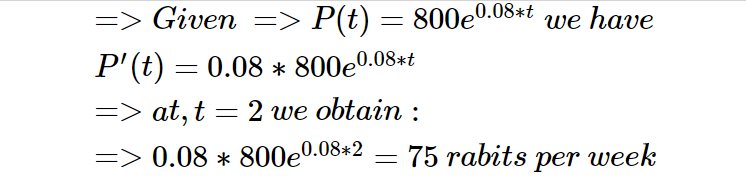 => Given => P(t) = 800e^{0.08*t} we have
P'(t) = 0.08 * 800e^{0.08*t}
=> at, t = 2 we obtain :
=> 0.08 * 800e^{0.08*2} = 75 rabits per week